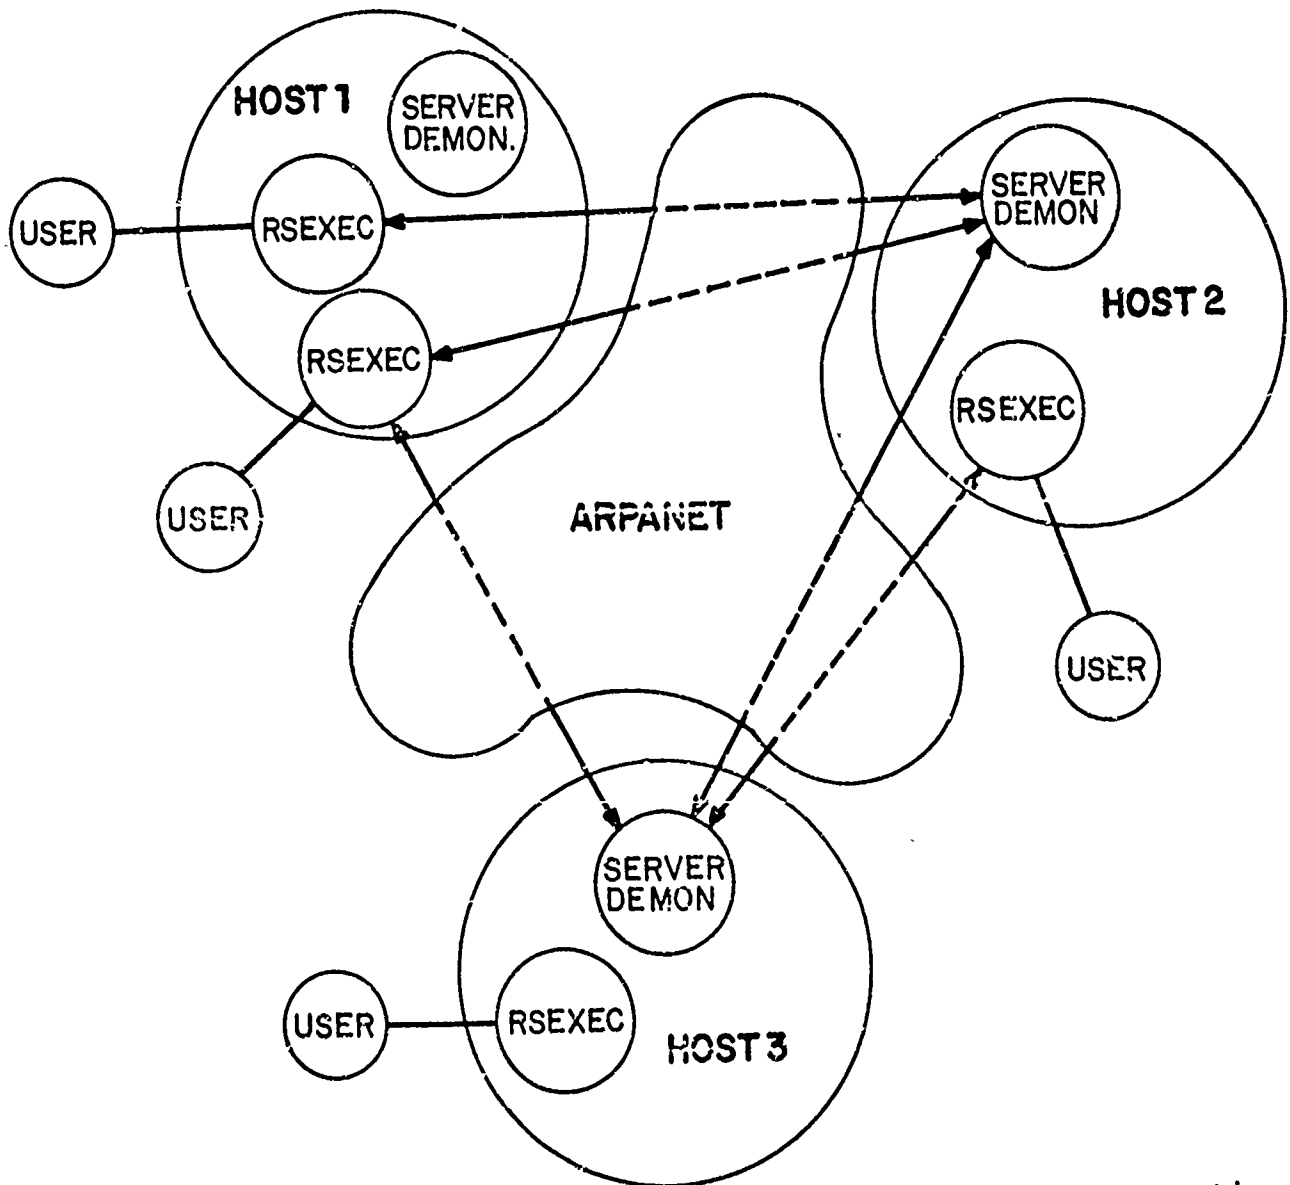 HOST 1
SERVER
DEMON.
USER
RSEXEC
SERVER
DEMON
HOST 2
RSEXEC
RSEXEC
USER
ARPANET
USER
SERVER
DEMON
USER
RSEXEC
HOST 3